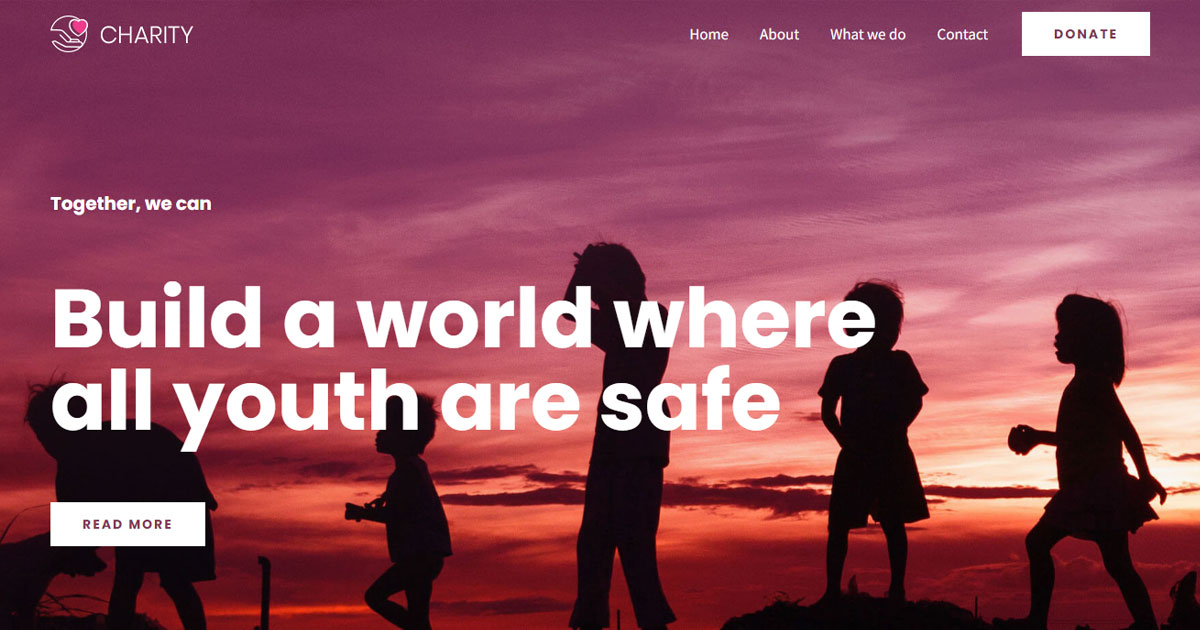 CHARITY
Home About What we do Contact DONATE
Together, we can
Build a world where
all youth are safe
READ MORE